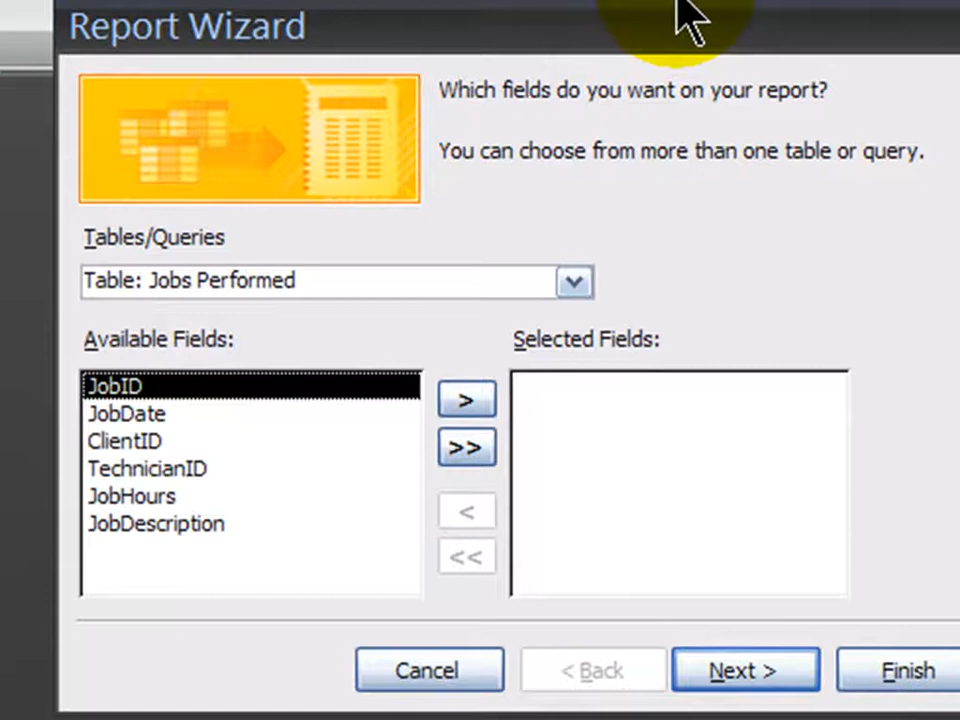 Report Wizard
Which fields do you want on your report?
You can choose from more than one table or query.
Tables/Queries
Table: Jobs Performed
Available Fields:
Selected Fields:
JobID
JobDate
ClientID
TechnicianID
JobHours
JobDescription
>
>>
<
<<
Cancel
< Back
Next >
Finish